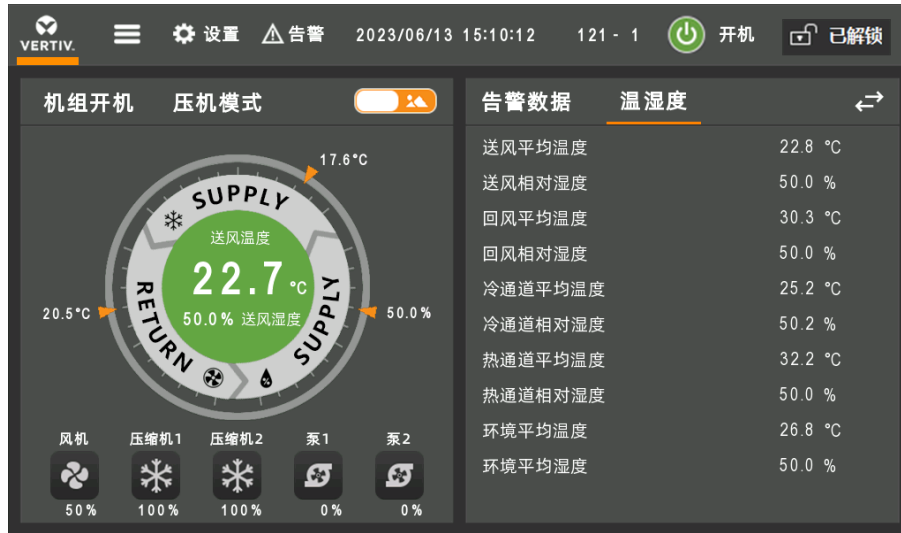 VERTIV.
设置
告警
2023/06/13 15:10:12
121 - 1
开机
已解锁
机组开机 压机模式
17.6°C
SUPPLY
送风温度
22.7 °C
50.0% 送风湿度
RETURN
SUPPLY
20.5°C
50.0%
风机 压缩机1 压缩机2 泵1 泵2
50% 100% 100% 0% 0%
告警数据 温湿度
送风平均温度 22.8 °C
送风相对湿度 50.0 %
回风平均温度 30.3 °C
回风相对湿度 50.0 %
冷通道平均温度 25.2 °C
冷通道相对湿度 50.2 %
热通道平均温度 32.2 °C
热通道相对湿度 50.0 %
环境平均温度 26.8 °C
环境平均湿度 50.0 %